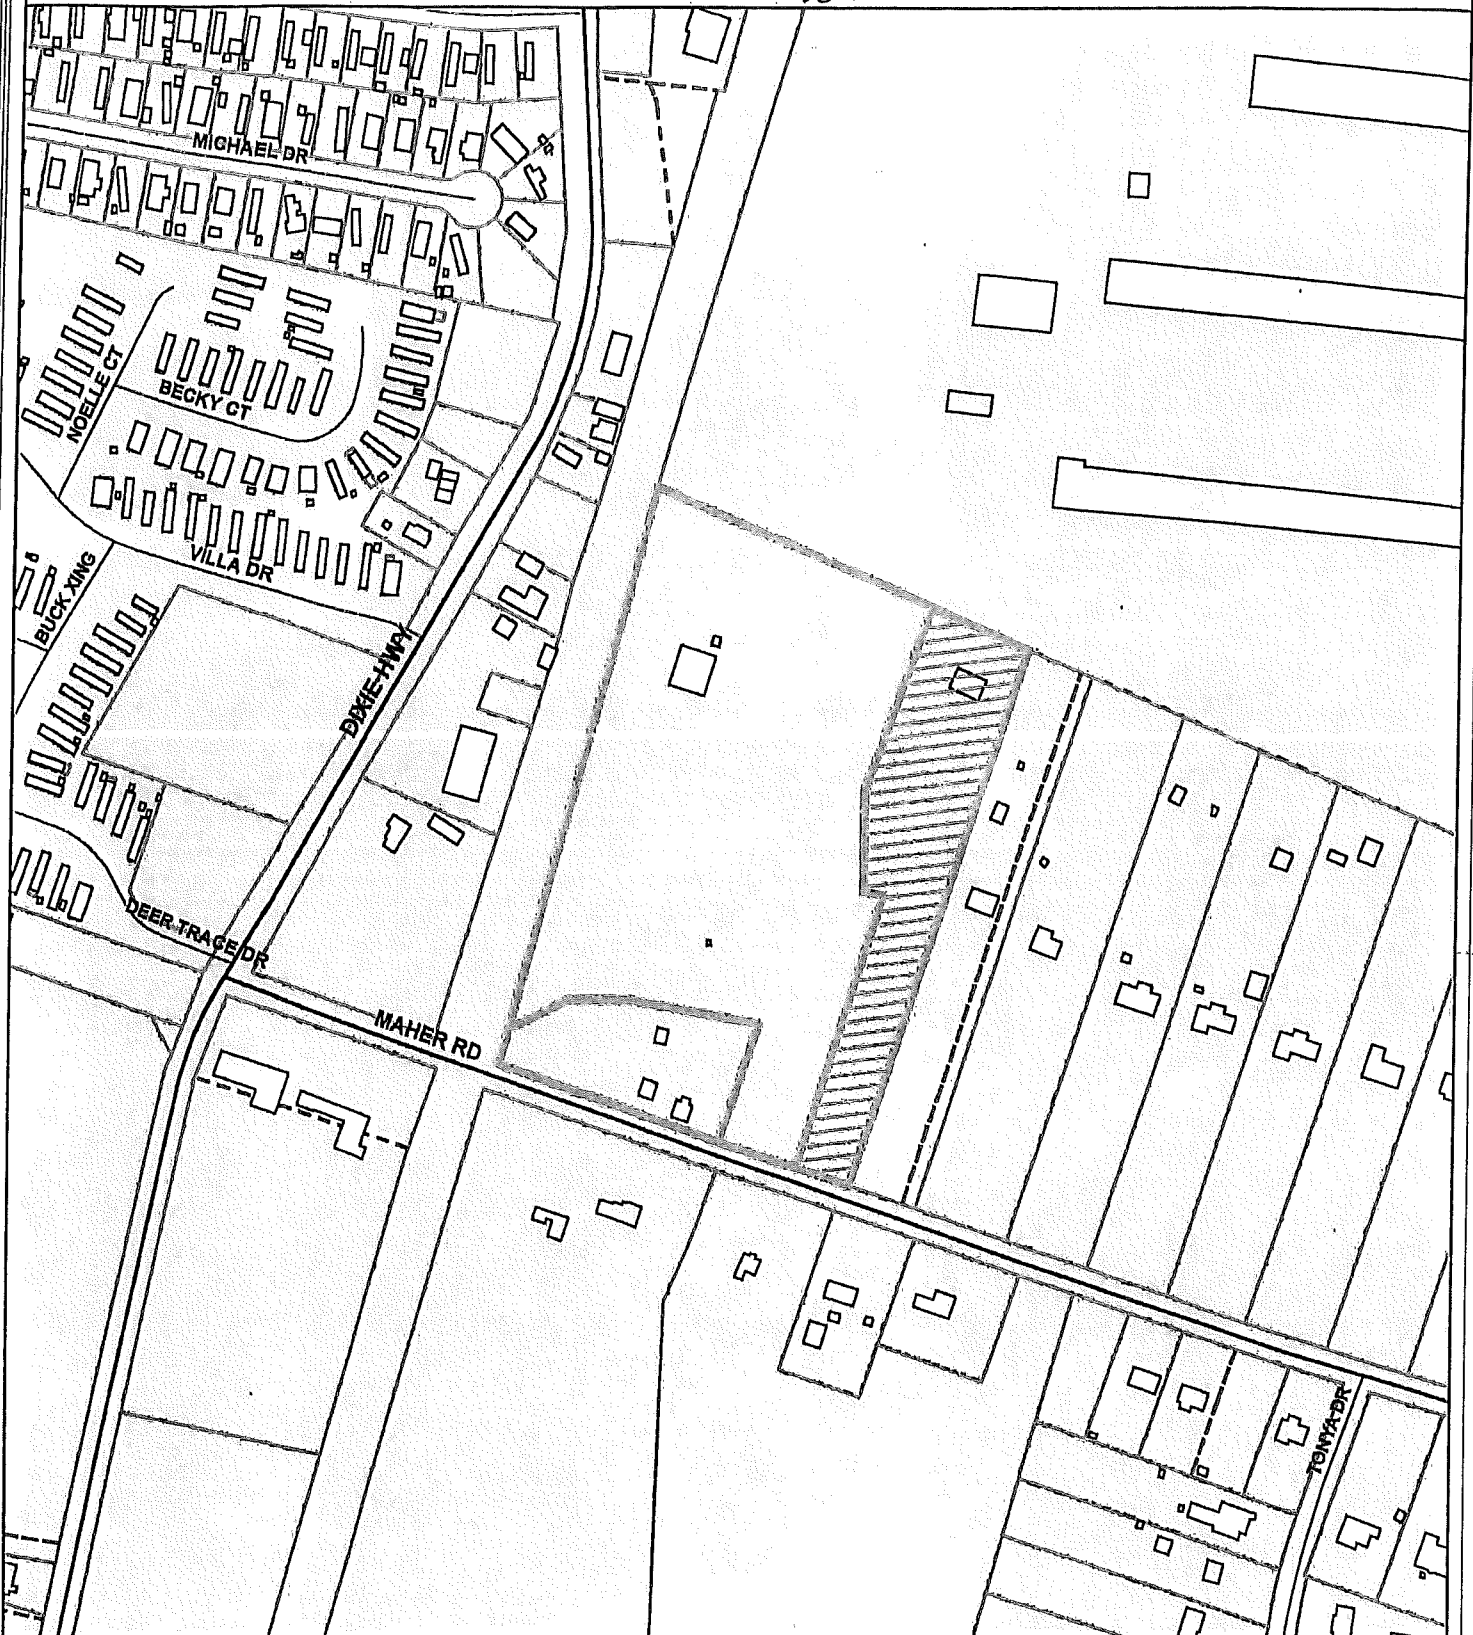 MICHAEL DR
NOELLE CT
BECKY CT
VILLA DR
BUCK XING
DIXIE HWY
DEER TRACE DR
MAHER RD
TONYA DR